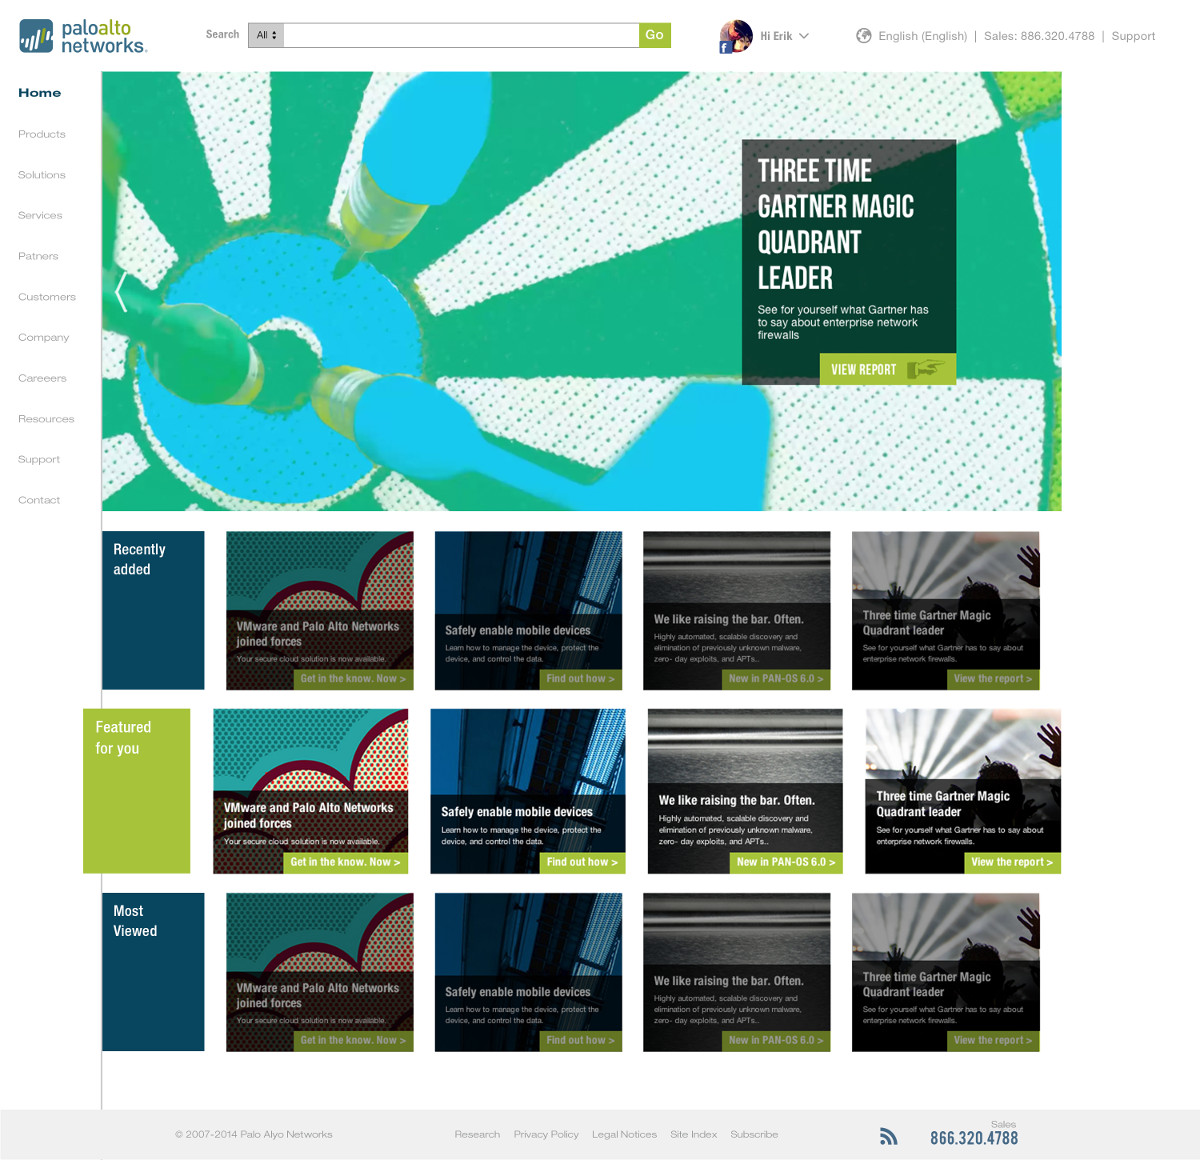 paloalto
networks.
Search All Go
Hi Erik
English (English) | Sales: 886.320.4788 | Support
Home
Products
Solutions
Services
Patners
Customers
Company
Careeers
Resources
Support
Contact
THREE TIME
GARTNER MAGIC
QUADRANT
LEADER
See for yourself what Gartner has
to say about enterprise network
firewalls
VIEW REPORT
Recently
added
VMware and Palo Alto Networks
joined forces
Your secure cloud solution is now available.
Get in the know. Now >
Safely enable mobile devices
Learn how to manage the device, protect the
device, and control the data.
Find out how >
We like raising the bar. Often.
Highly automated, scalable discovery and
elimination of previously unknown malware,
zero- day exploits, and APTs..
New in PAN-OS 6.0 >
Three time Gartner Magic
Quadrant leader
See for yourself what Gartner has to say about
enterprise network firewalls.
View the report >
Featured
for you
VMware and Palo Alto Networks
joined forces
Your secure cloud solution is now available.
Get in the know. Now >
Safely enable mobile devices
Learn how to manage the device, protect the
device, and control the data.
Find out how >
We like raising the bar. Often.
Highly automated, scalable discovery and
elimination of previously unknown malware,
zero- day exploits, and APTs..
New in PAN-OS 6.0 >
Three time Gartner Magic
Quadrant leader
See for yourself what Gartner has to say about
enterprise network firewalls.
View the report >
Most
Viewed
VMware and Palo Alto Networks
joined forces
Your secure cloud solution is now available.
Get in the know. Now >
Safely enable mobile devices
Learn how to manage the device, protect the
device, and control the data.
Find out how >
We like raising the bar. Often.
Highly automated, scalable discovery and
elimination of previously unknown malware,
zero- day exploits, and APTs..
New in PAN-OS 6.0 >
Three time Gartner Magic
Quadrant leader
See for yourself what Gartner has to say about
enterprise network firewalls.
View the report >
© 2007-2014 Palo Alyo Networks
Research Privacy Policy Legal Notices Site Index Subscribe
Sales
866.320.4788